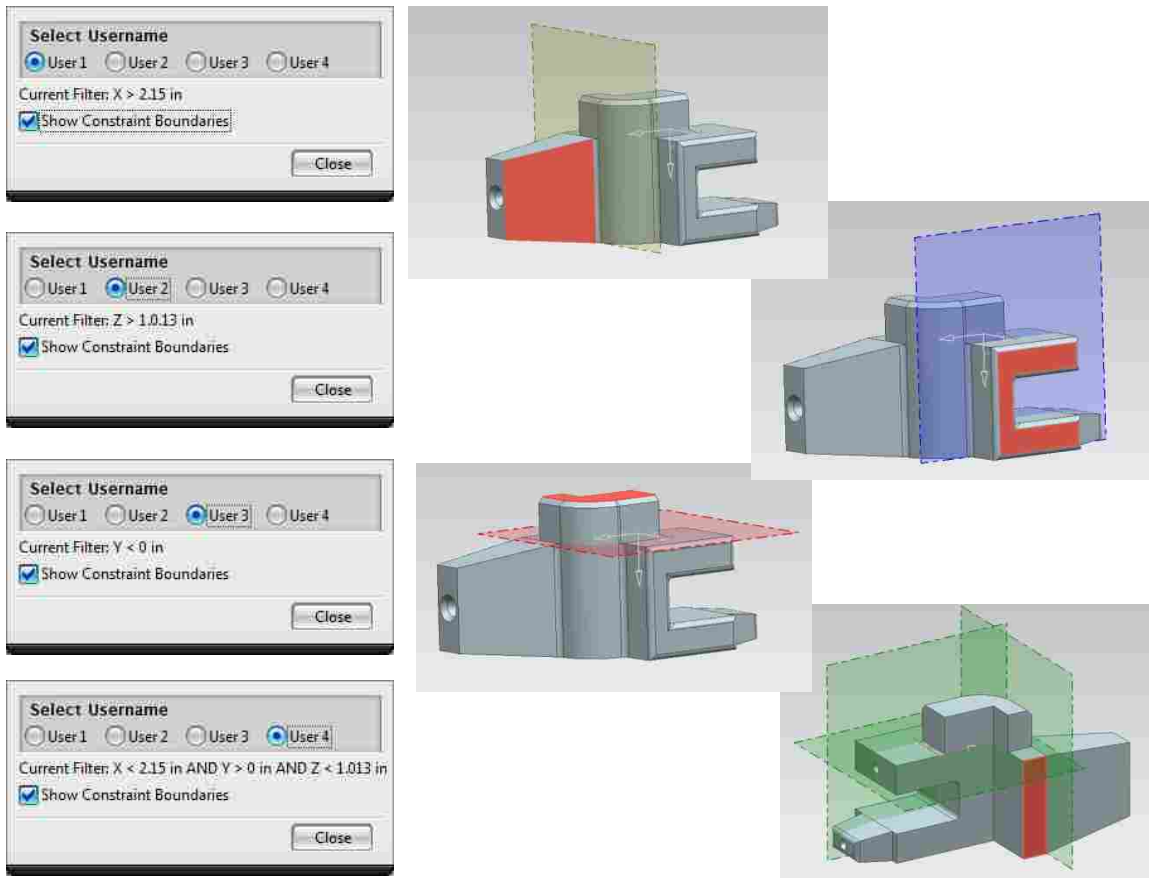 Select Username
User 1 User 2 User 3 User 4
Current Filter: X > 2.15 in
Show Constraint Boundaries
Close
Select Username
User 1 User 2 User 3 User 4
Current Filter: Z > 1.0.13 in
Show Constraint Boundaries
Close
Select Username
User 1 User 2 User 3 User 4
Current Filter: Y < 0 in
Show Constraint Boundaries
Close
Select Username
User 1 User 2 User 3 User 4
Current Filter: X < 2.15 in AND Y > 0 in AND Z < 1.013 in
Show Constraint Boundaries
Close